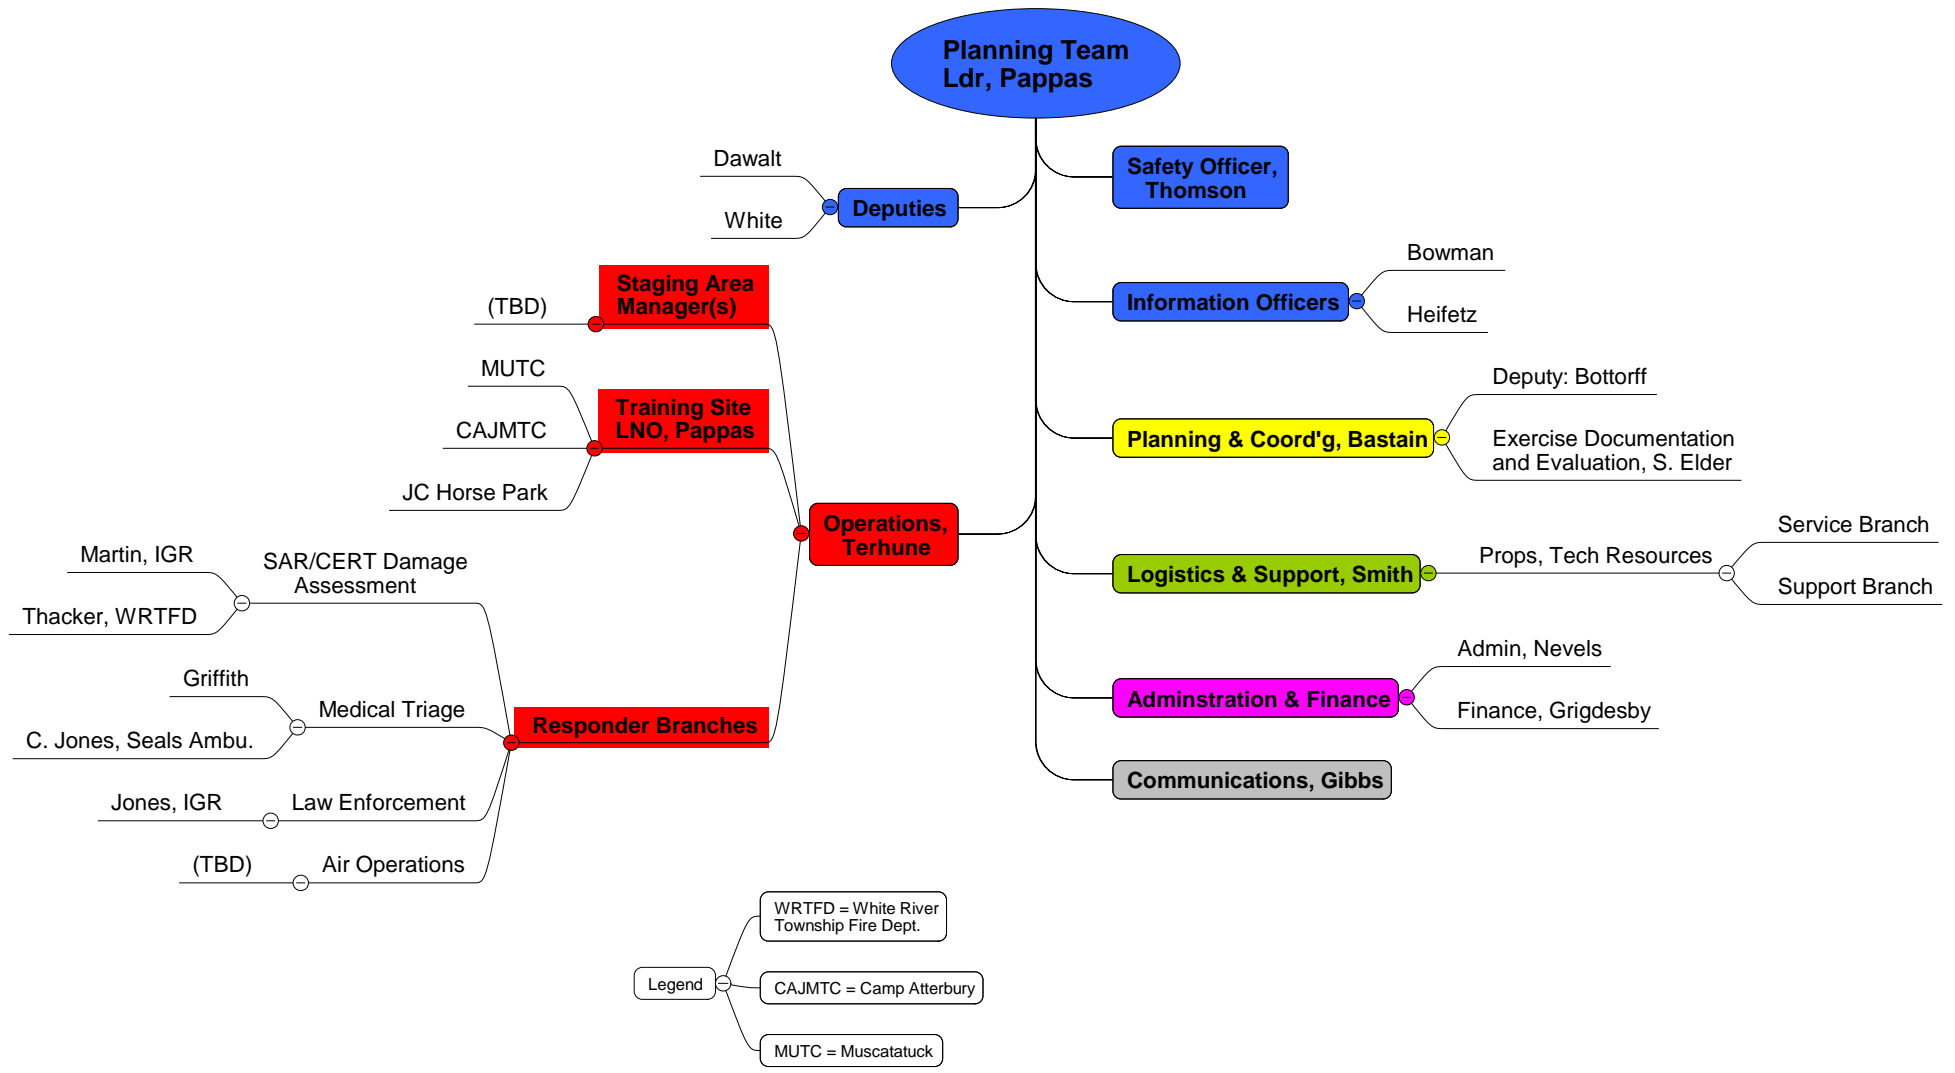 Planning Team
Ldr, Pappas
Dawalt
White
Deputies
Safety Officer,
Thomson
Information Officers
Bowman
Heifetz
Staging Area
Manager(s)
(TBD)
MUTC
CAJMTC
JC Horse Park
Training Site
LNO, Pappas
Operations,
Terhune
Planning & Coord'g, Bastain
Deputy: Bottorff
Exercise Documentation
and Evaluation, S. Elder
Logistics & Support, Smith
Props, Tech Resources
Service Branch
Support Branch
Martin, IGR
Thacker, WRTFD
SAR/CERT Damage
Assessment
Griffith
C. Jones, Seals Ambu.
Medical Triage
Responder Branches
Jones, IGR
Law Enforcement
(TBD)
Air Operations
Adminstration & Finance
Admin, Nevels
Finance, Grigdesby
Communications, Gibbs
Legend
WRTFD = White River
Township Fire Dept.
CAJMTC = Camp Atterbury
MUTC = Muscatatuck